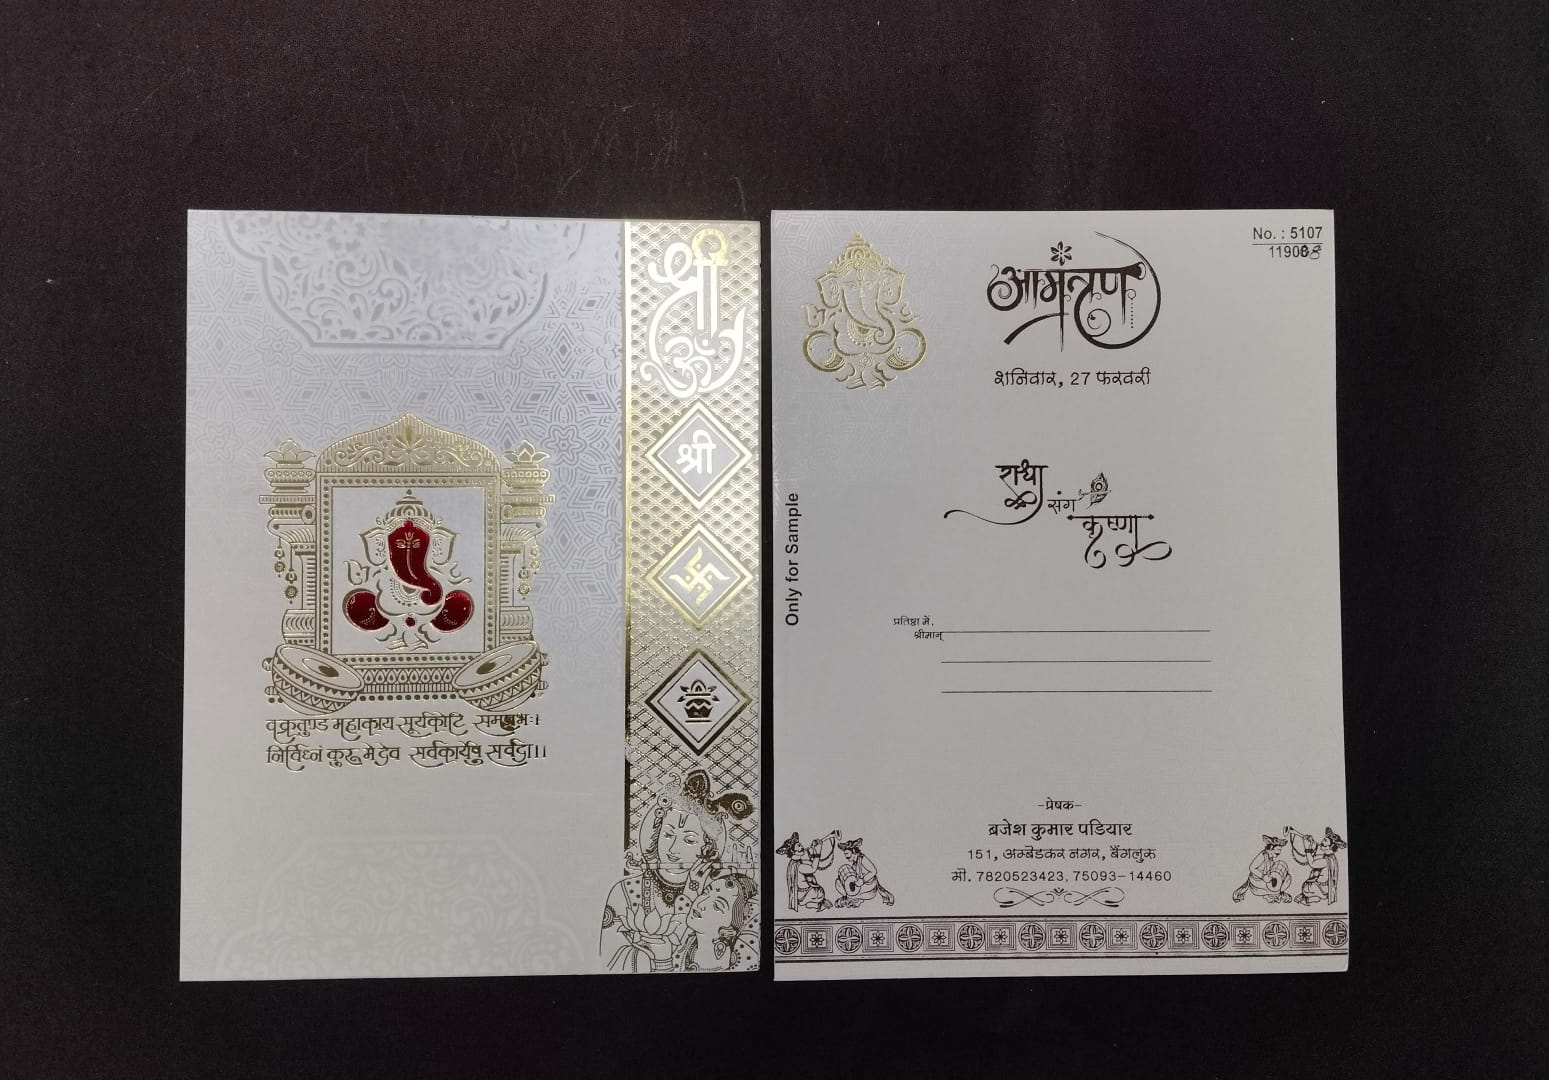 वक्रतुण्ड महाकाय सूर्यकोटि समप्रभः।
निर्विघ्नं कुरू मे देव सर्वकार्येषु सर्वदा।।
श्री
ॐ
श्री
No. : 5107
आमंत्रण
शनिवार, 27 फरवरी
राधा
संग
कृष्णा
Only for Sample
प्रतिष्ठा में,
श्रीमान्
-प्रेषक-
ब्रजेश कुमार पडियार
151, अम्बेडकर नगर, बैंगलुरू
मो. 7820523423, 75093-14460